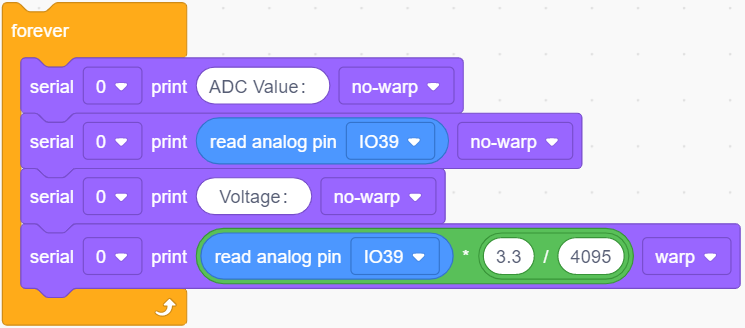 forever
serial 0 print ADC Value: no-warp
serial 0 print read analog pin IO39 no-warp
serial 0 print Voltage: no-warp
serial 0 print read analog pin IO39 * 3.3 / 4095 warp